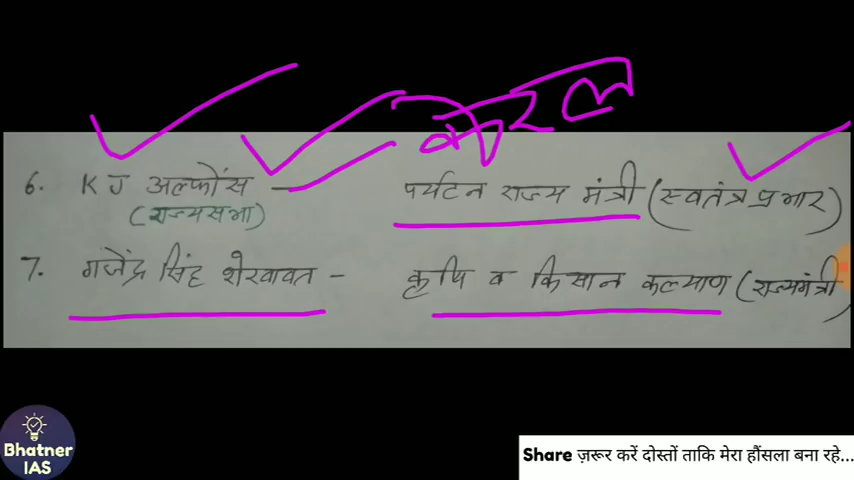 केरल
6. K J अल्फोंस — पर्यटन राज्य मंत्री (स्वतंत्र प्रभार)
(राज्यसभा)
7. गजेंद्र सिंह शेखावत - कृषि व किसान कल्याण (राज्यमंत्री)
Bhatner
IAS
Share ज़रूर करें दोस्तों ताकि मेरा हौंसला बना रहे...